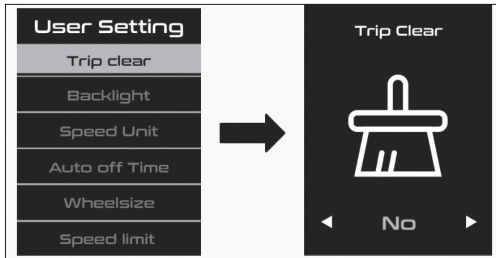 User Setting
Trip clear
Backlight
Speed Unit
Auto off Time
Wheelsize
Speed limit
Trip Clear
No